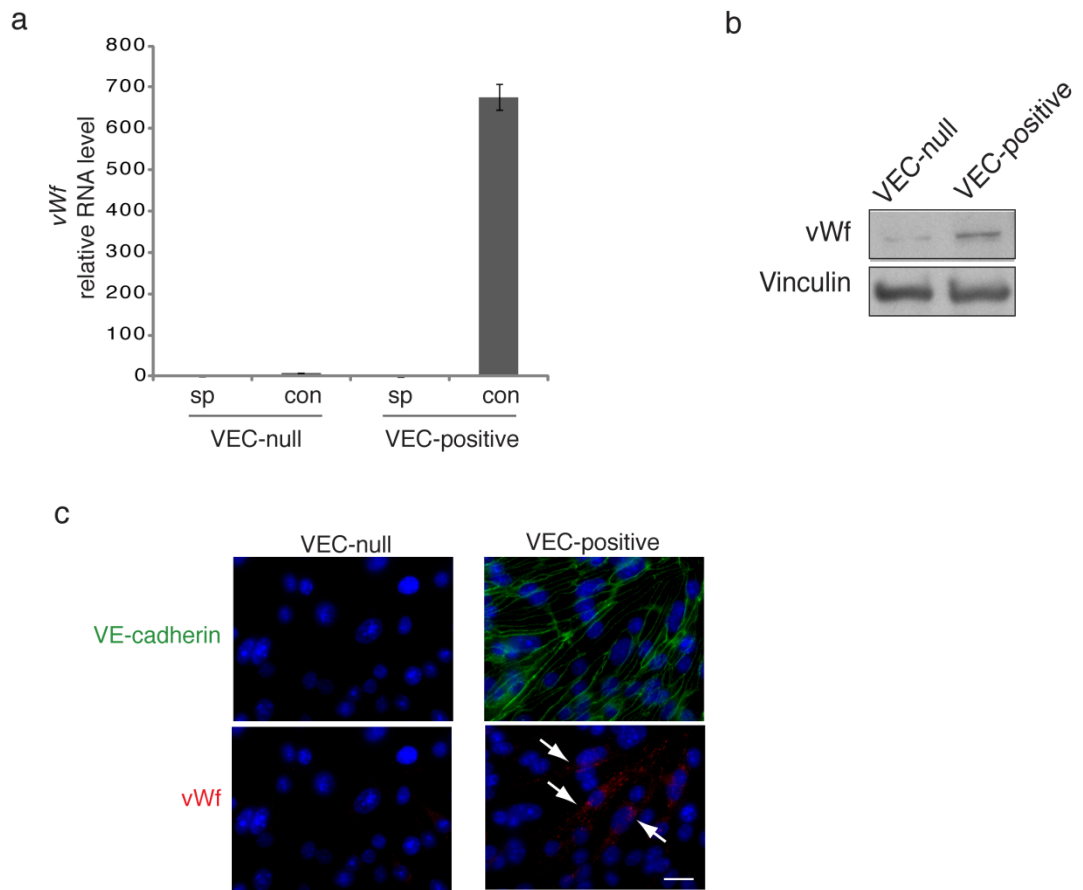 a
800
700
600
500
400
300
200
100
0
vWf
relative RNA level
sp
con
sp
con
VEC-null
VEC-positive
b
VEC-null
VEC-positive
vWf
Vinculin
c
VEC-null
VEC-positive
VE-cadherin
vWf